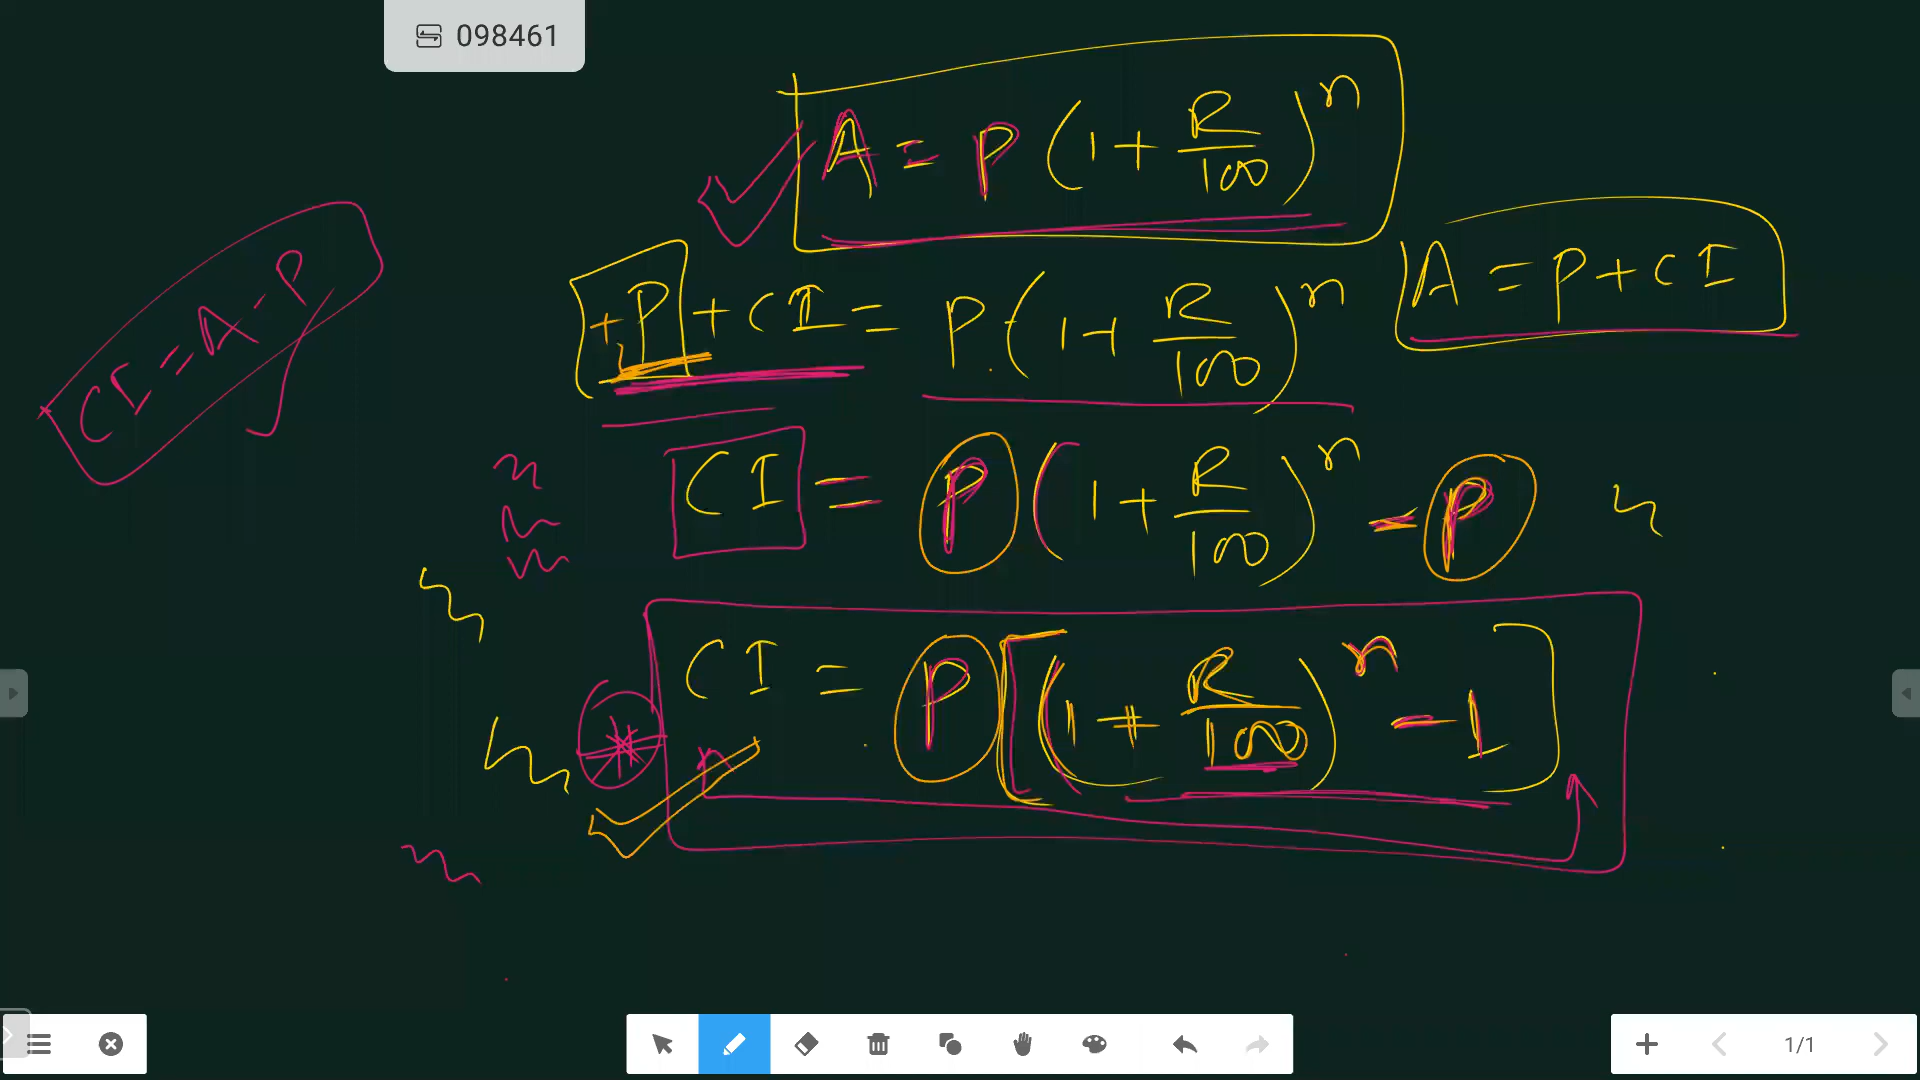 098461
A = P (1 + R/100)^n
A = P + CI
+P + CI = P (1 + R/100)^n
CI = A - P
CI = P (1 + R/100)^n - P
CI = P [(1 + R/100)^n - 1]
1/1